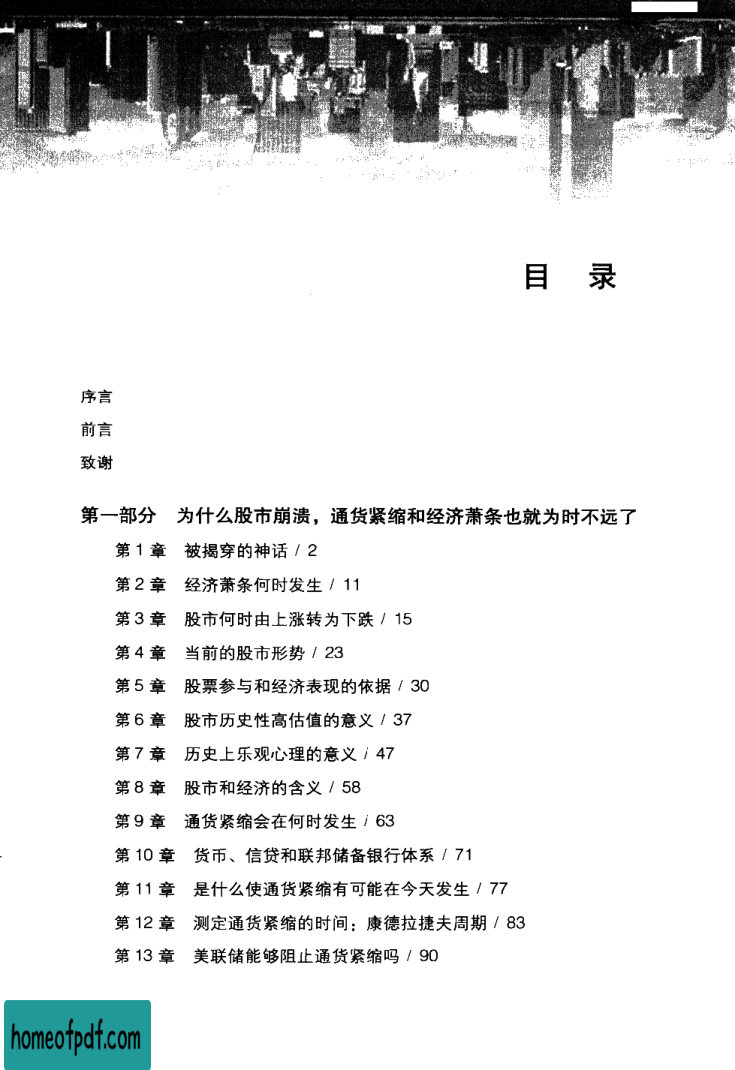 目 录
序言
前言
致谢
第一部分 为什么股市崩溃，通货紧缩和经济萧条也就为时不远了
第 1 章 被揭穿的神话 / 2
第 2 章 经济萧条何时发生 / 11
第 3 章 股市何时由上涨转为下跌 / 15
第 4 章 当前的股市形势 / 23
第 5 章 股票参与和经济表现的依据 / 30
第 6 章 股市历史性高估值的意义 / 37
第 7 章 历史上乐观心理的意义 / 47
第 8 章 股市和经济的含义 / 58
第 9 章 通货紧缩会在何时发生 / 63
第 10 章 货币、信贷和联邦储备银行体系 / 71
第 11 章 是什么使通货紧缩有可能在今天发生 / 77
第 12 章 测定通货紧缩的时间：康德拉捷夫周期 / 83
第 13 章 美联储能够阻止通货紧缩吗 / 90
homeofpdf.com